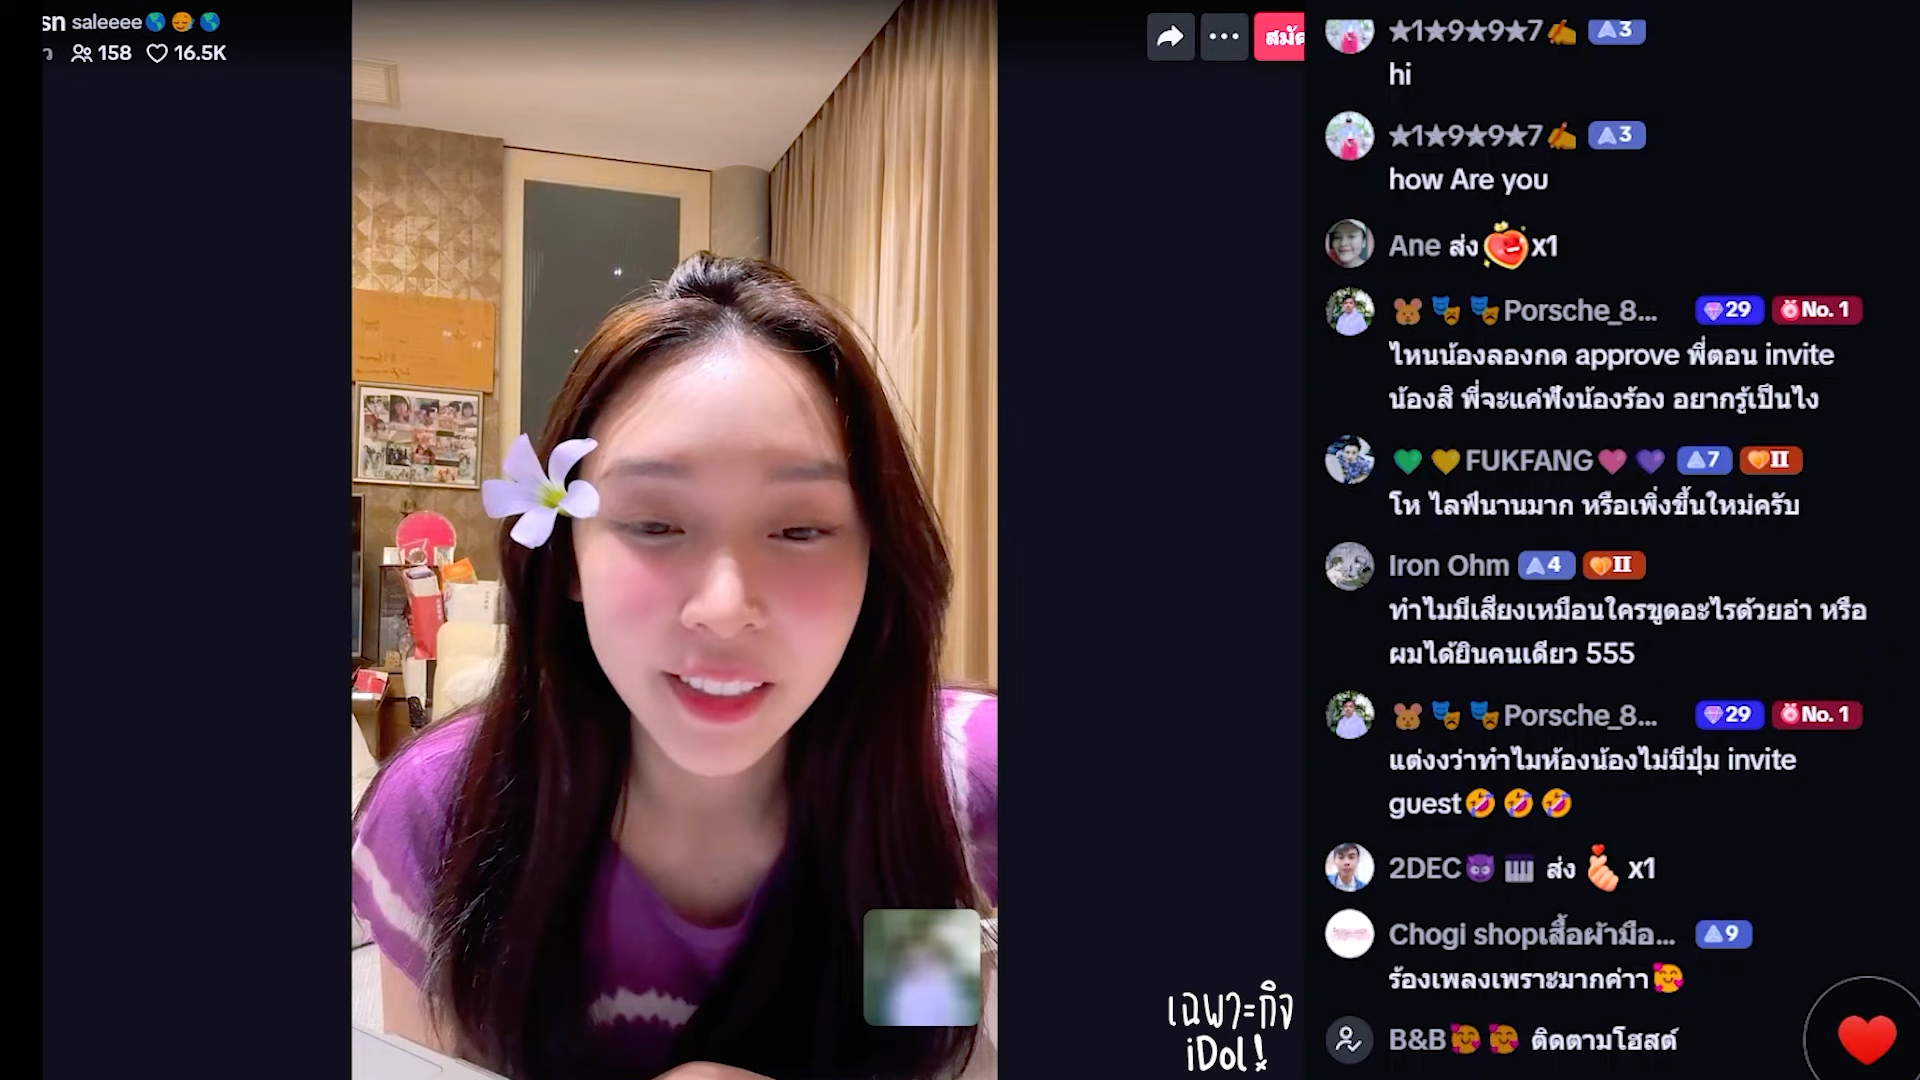 sn saleeee🌎🥳🌎
158 16.5K
★1★9★9★7✍️ 3
hi
★1★9★9★7✍️ 3
how Are you
Ane ส่ง x1
🐭🎭🎭Porsche_8... 29 No. 1
ไหนน้องลองกด approve พี่ตอน invite
น้องสิ พี่จะแค่ฟังน้องร้อง อยากรู้เป็นไง
💚💛FUKFANG🩷💜 7 II
โห ไลฟ์นานมาก หรือเพิ่งขึ้นใหม่ครับ
Iron Ohm 4 II
ทำไมมีเสียงเหมือนใครขูดอะไรด้วยอ่า หรือ
ผมได้ยินคนเดียว 555
🐭🎭🎭Porsche_8... 29 No. 1
แต่งงว่าทำไมห้องน้องไม่มีปุ่ม invite
guest🤣🤣🤣
2DEC😈🎹 ส่ง x1
Chogi shopเสื้อผ้ามือ... 9
ร้องเพลงเพราะมากค่าา🥰
B&B🥰🥰 ติดตามโฮสต์
เฉพาะกิจ
iDol!